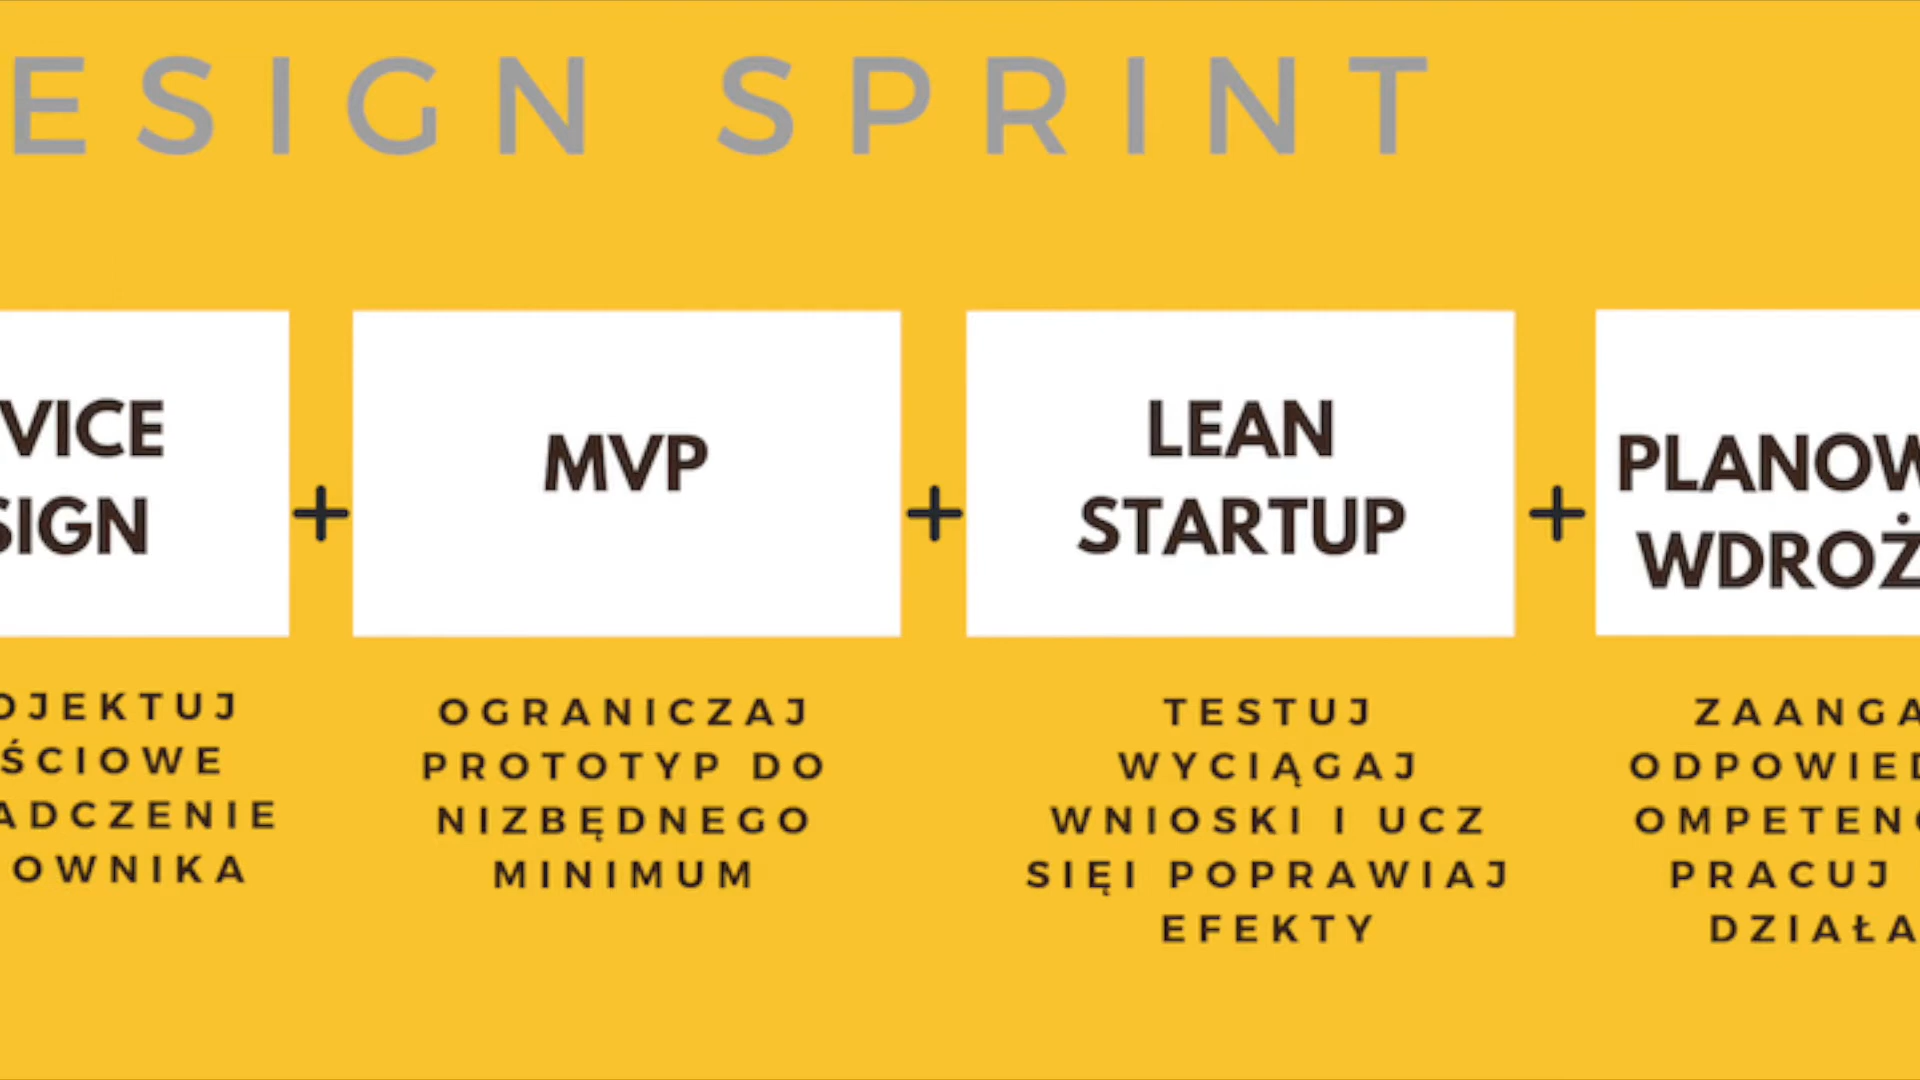 ESIGN SPRINT
VICE
SIGN
+
MVP
+
LEAN
STARTUP
+
PLANOW
WDROŻ
OJEKTUJ
ŚCIOWE
ADCZENIE
OWNIKA
OGRANICZAJ
PROTOTYP DO
NIZBĘDNEGO
MINIMUM
TESTUJ
WYCIĄGAJ
WNIOSKI I UCZ
SIĘI POPRAWIAJ
EFEKTY
ZAANGA
ODPOWIED
OMPETENC
PRACUJ
DZIAŁA